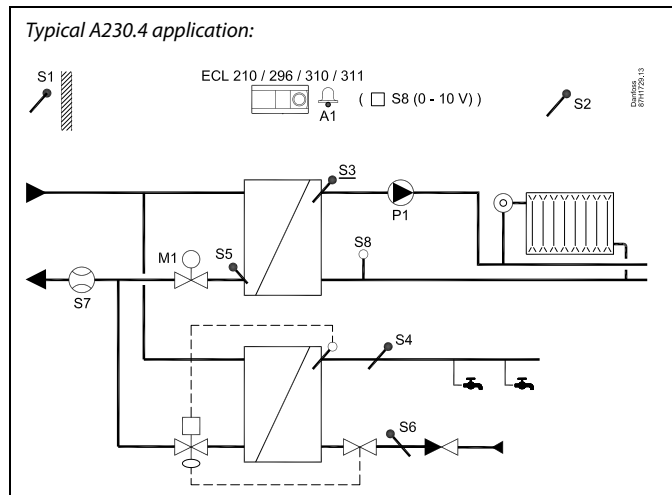 Typical A230.4 application:
S1
ECL 210 / 296 / 310 / 311
A1
( □ S8 (0 - 10 V) )
S2
Danfoss
87H1729.13
S3
P1
M1
S5
S8
S7
S4
S6